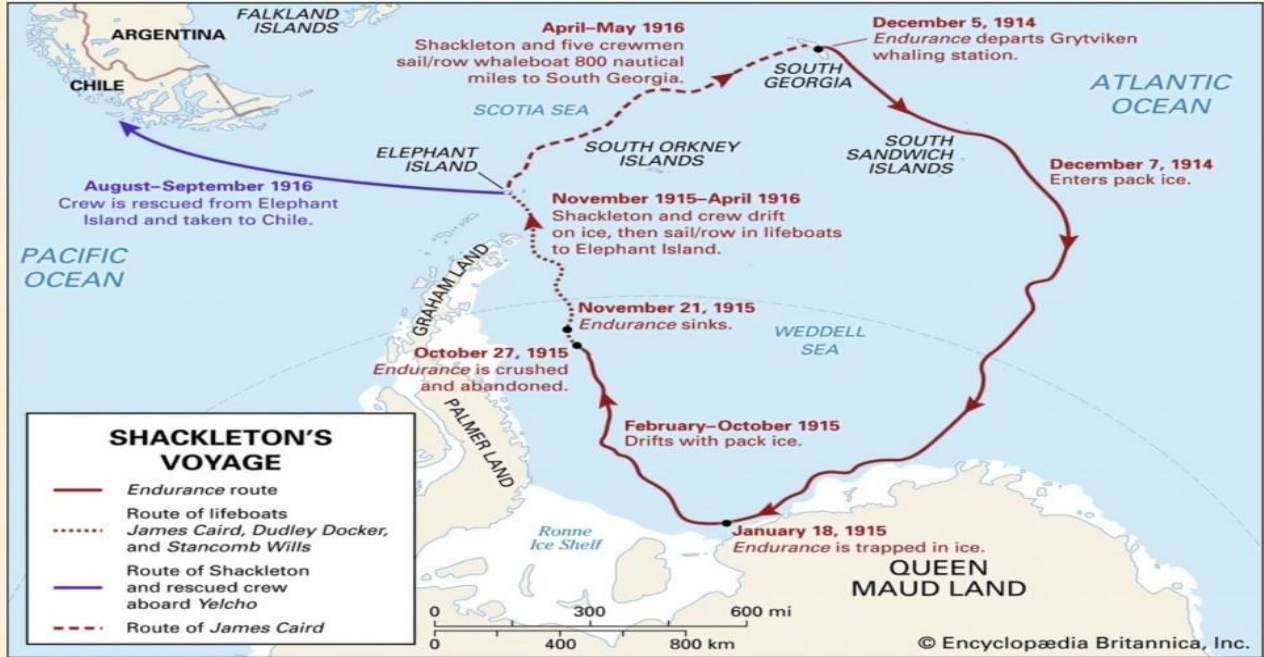 FALKLAND
ISLANDS
ARGENTINA
CHILE
April–May 1916
Shackleton and five crewmen
sail/row whaleboat 800 nautical
miles to South Georgia.
December 5, 1914
Endurance departs Grytviken
whaling station.
SOUTH
GEORGIA
ATLANTIC
OCEAN
SCOTIA SEA
ELEPHANT
ISLAND
SOUTH ORKNEY
ISLANDS
SOUTH
SANDWICH
ISLANDS
December 7, 1914
Enters pack ice.
August–September 1916
Crew is rescued from Elephant
Island and taken to Chile.
November 1915–April 1916
Shackleton and crew drift
on ice, then sail/row in lifeboats
to Elephant Island.
PACIFIC
OCEAN
GRAHAM LAND
November 21, 1915
Endurance sinks.
WEDDELL
SEA
October 27, 1915
Endurance is crushed
and abandoned.
PALMER LAND
February–October 1915
Drifts with pack ice.
Ronne
Ice Shelf
January 18, 1915
Endurance is trapped in ice.
QUEEN
MAUD LAND
SHACKLETON'S
VOYAGE
Endurance route
Route of lifeboats
James Caird, Dudley Docker,
and Stancomb Wills
Route of Shackleton
and rescued crew
aboard Yelcho
Route of James Caird
0 300 600 mi
0 400 800 km
© Encyclopædia Britannica, Inc.